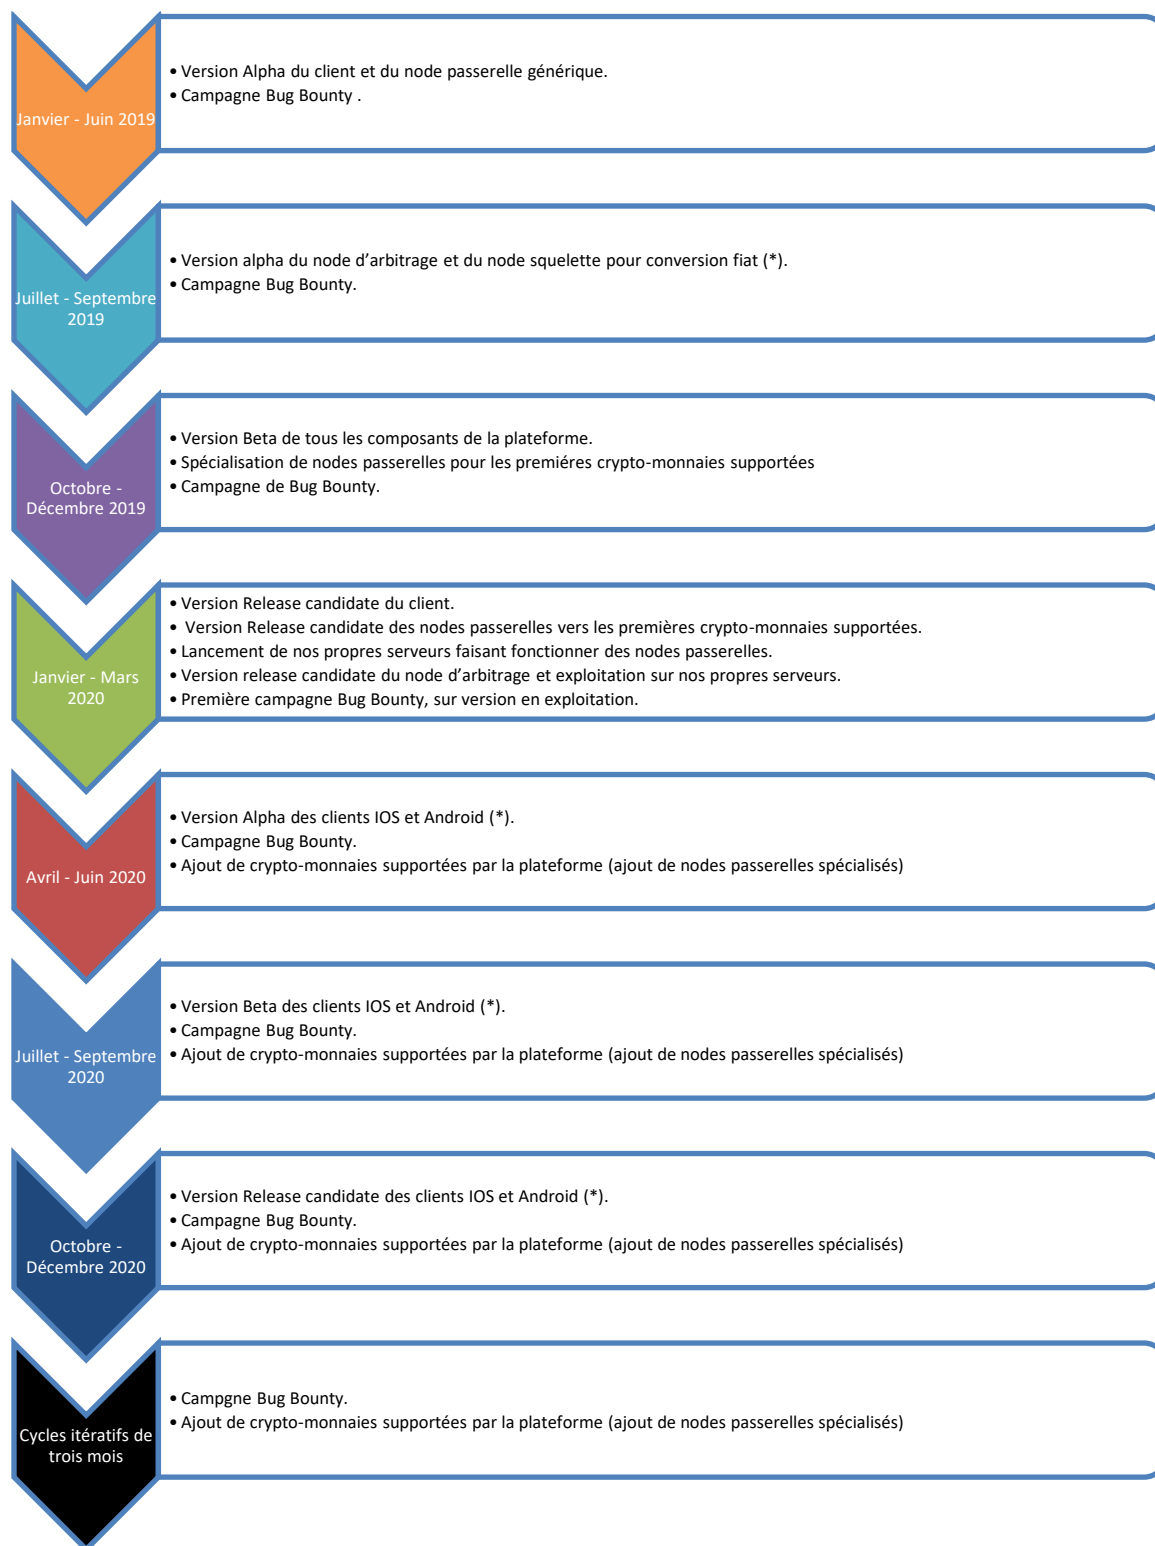 Janvier - Juin 2019
• Version Alpha du client et du node passerelle générique.
• Campagne Bug Bounty .
Juillet - Septembre
2019
• Version alpha du node d’arbitrage et du node squelette pour conversion fiat (*).
• Campagne Bug Bounty.
Octobre -
Décembre 2019
• Version Beta de tous les composants de la plateforme.
• Spécialisation de nodes passerelles pour les premiéres crypto-monnaies supportées
• Campagne de Bug Bounty.
Janvier - Mars
2020
• Version Release candidate du client.
• Version Release candidate des nodes passerelles vers les premières crypto-monnaies supportées.
• Lancement de nos propres serveurs faisant fonctionner des nodes passerelles.
• Version release candidate du node d’arbitrage et exploitation sur nos propres serveurs.
• Première campagne Bug Bounty, sur version en exploitation.
Avril - Juin 2020
• Version Alpha des clients IOS et Android (*).
• Campagne Bug Bounty.
• Ajout de crypto-monnaies supportées par la plateforme (ajout de nodes passerelles spécialisés)
Juillet - Septembre
2020
• Version Beta des clients IOS et Android (*).
• Campagne Bug Bounty.
• Ajout de crypto-monnaies supportées par la plateforme (ajout de nodes passerelles spécialisés)
Octobre -
Décembre 2020
• Version Release candidate des clients IOS et Android (*).
• Campagne Bug Bounty.
• Ajout de crypto-monnaies supportées par la plateforme (ajout de nodes passerelles spécialisés)
Cycles itératifs de
trois mois
• Campgne Bug Bounty.
• Ajout de crypto-monnaies supportées par la plateforme (ajout de nodes passerelles spécialisés)